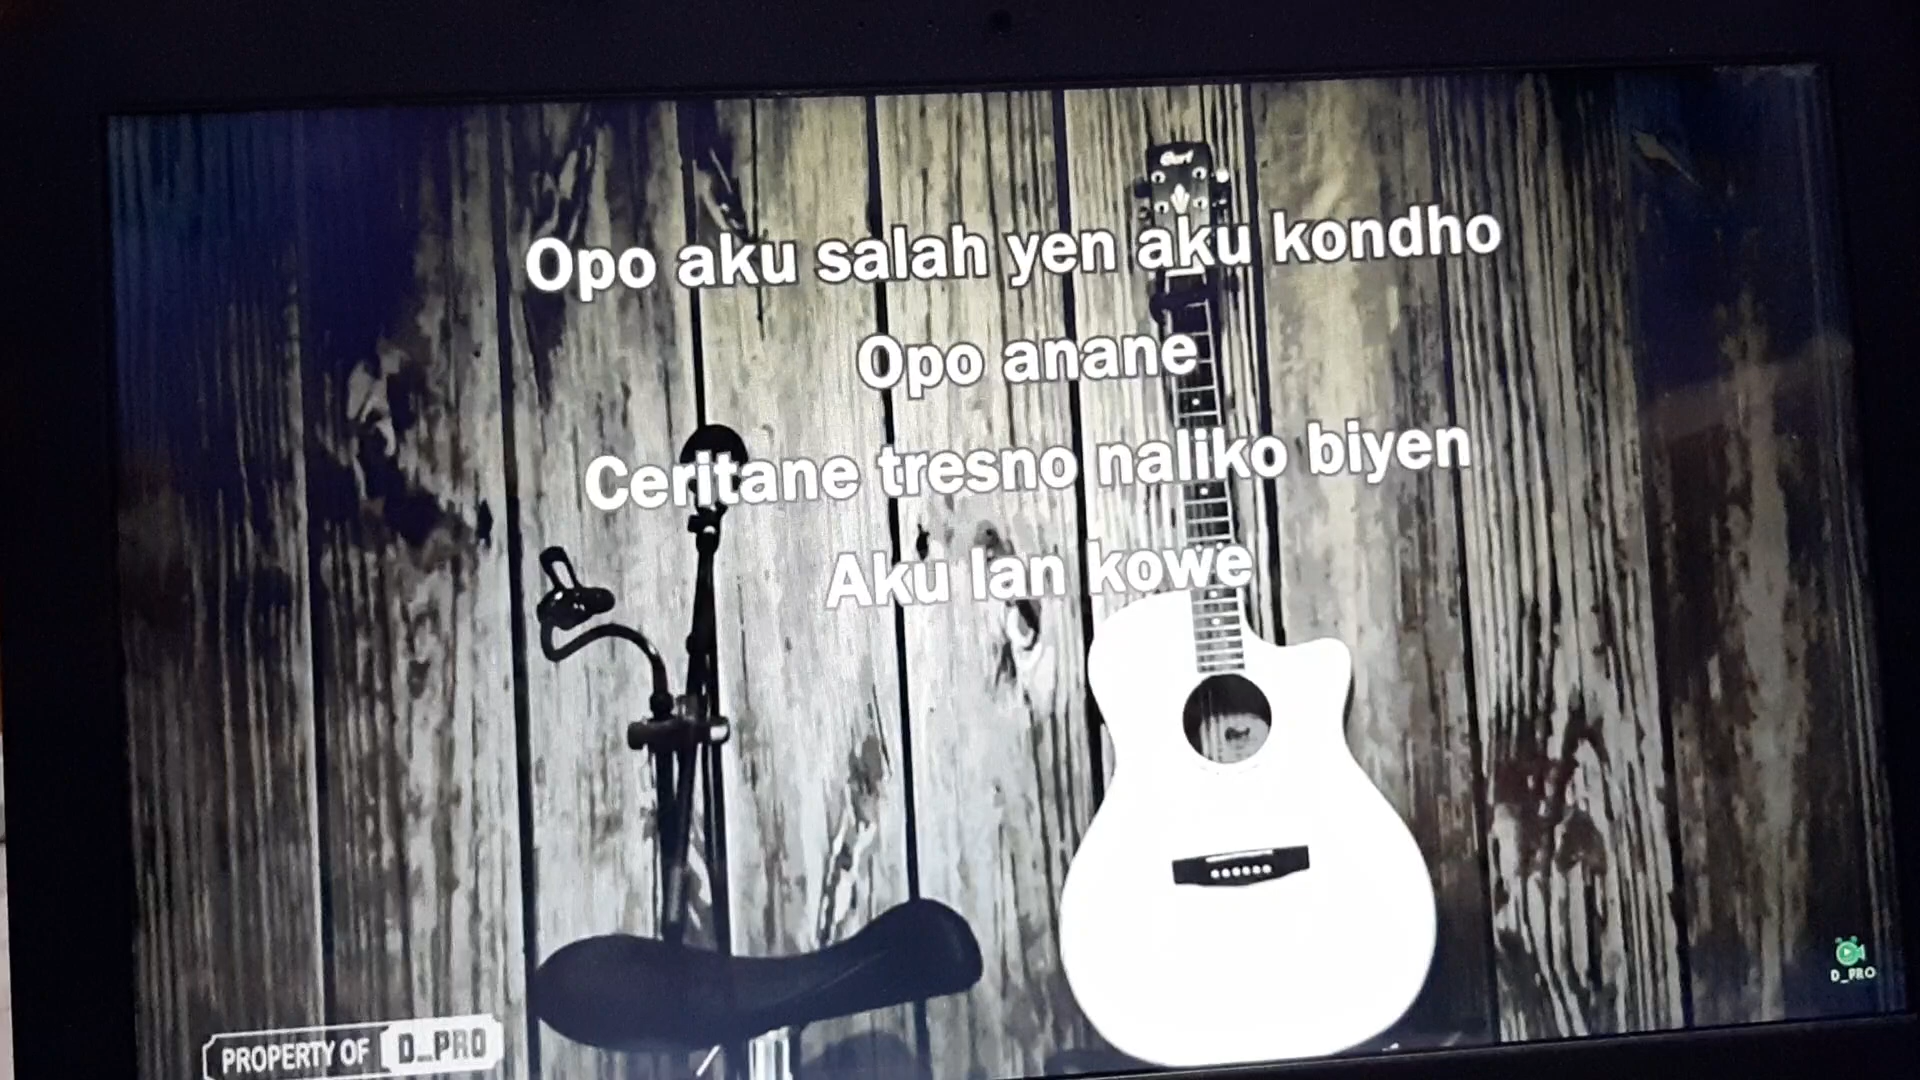 Cort
Opo aku salah yen aku kondho
Opo anane
Ceritane tresno naliko biyen
Aku lan kowe
D_PRO
PROPERTY OF D_PRO